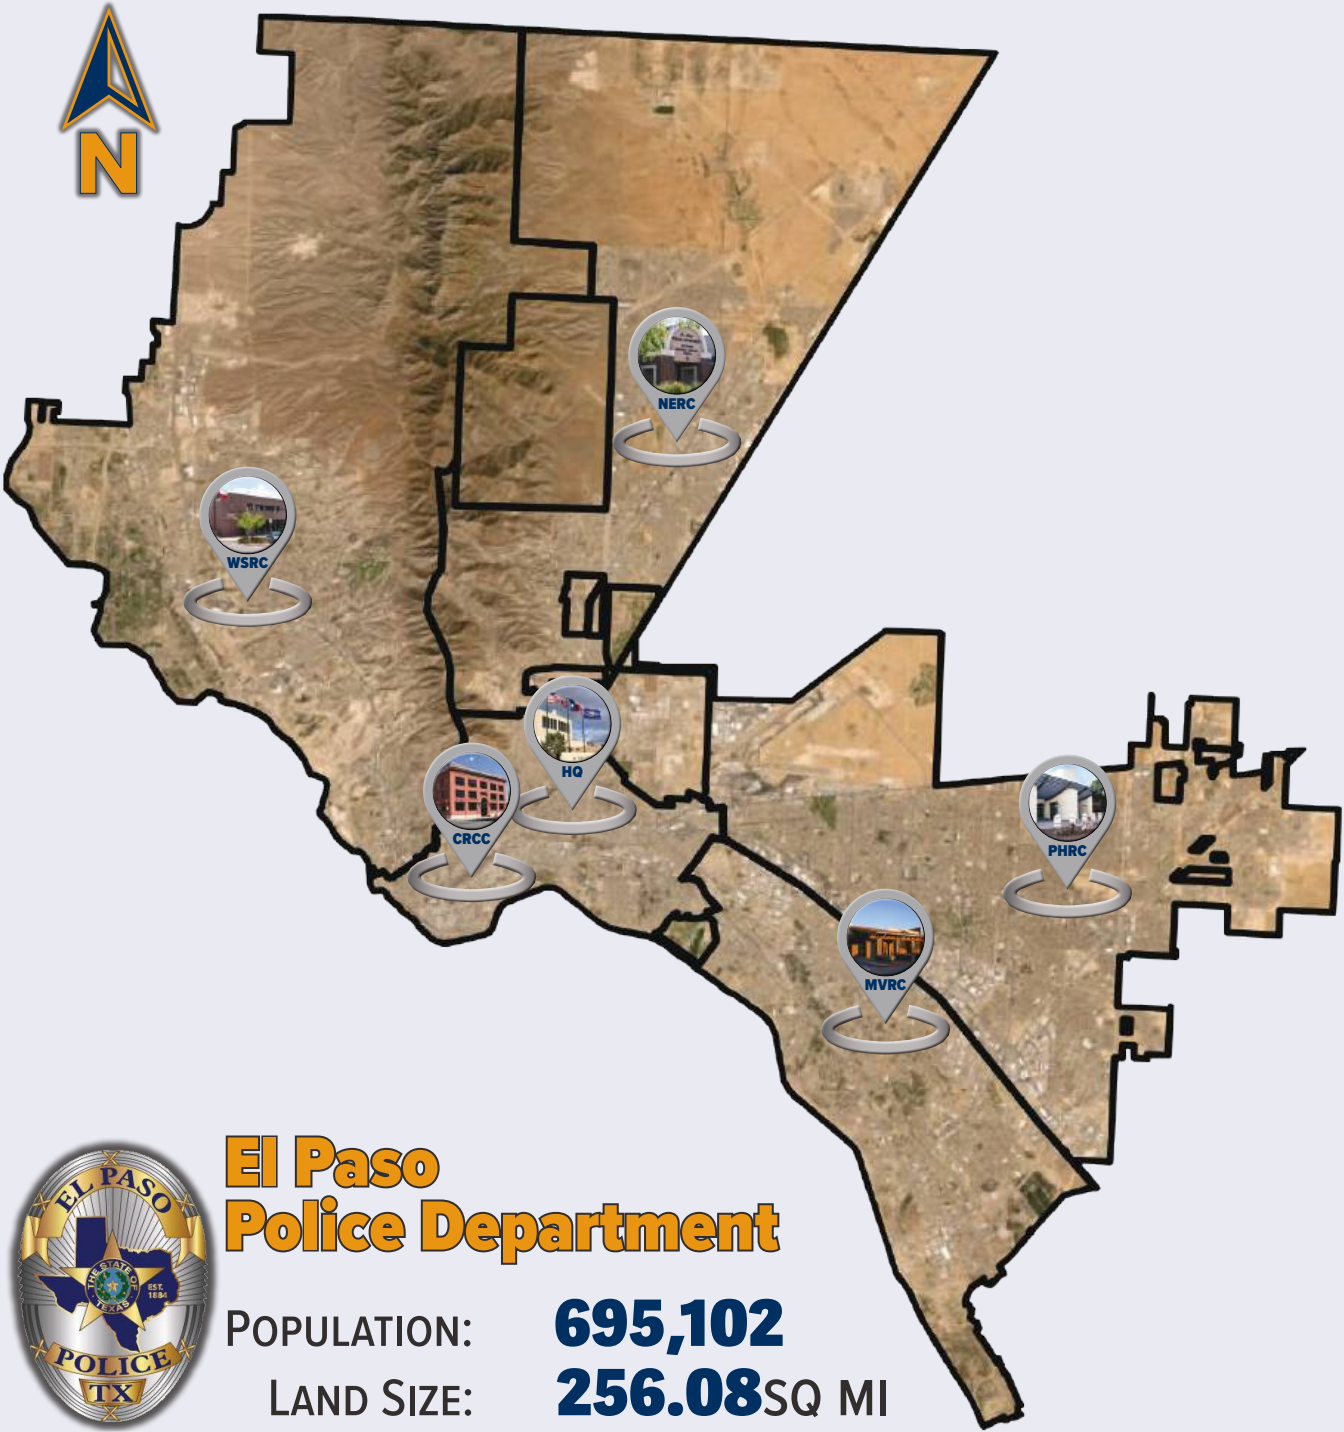 N
NERC
WSRC
HQ
CRCC
PHRC
MVRC
El Paso
Police Department
POPULATION: 695,102
LAND SIZE: 256.08SQ MI
EL PASO
THE STATE OF
TEXAS
EST.
1884
POLICE
TX